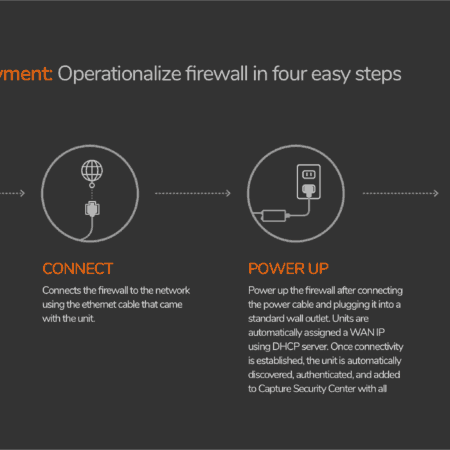 yment: Operationalize firewall in four easy steps
CONNECT
Connects the firewall to the network
using the ethernet cable that came
with the unit.
POWER UP
Power up the firewall after connecting
the power cable and plugging it into a
standard wall outlet. Units are
automatically assigned a WAN IP
using DHCP server. Once connectivity
is established, the unit is automatically
discovered, authenticated, and added
to Capture Security Center with all